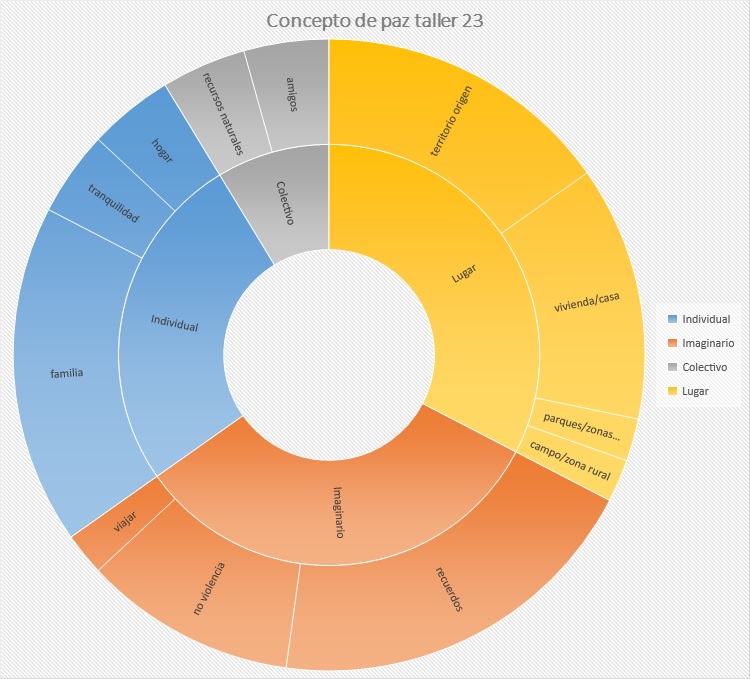 Concepto de paz taller 23
territorio origen
vivienda/casa
parques/zonas...
campo/zona rural
Lugar
recuerdos
no violencia
viajar
Imaginario
familia
tranquilidad
hogar
Individual
recursos naturales
amigos
Colectivo
Individual
Imaginario
Colectivo
Lugar